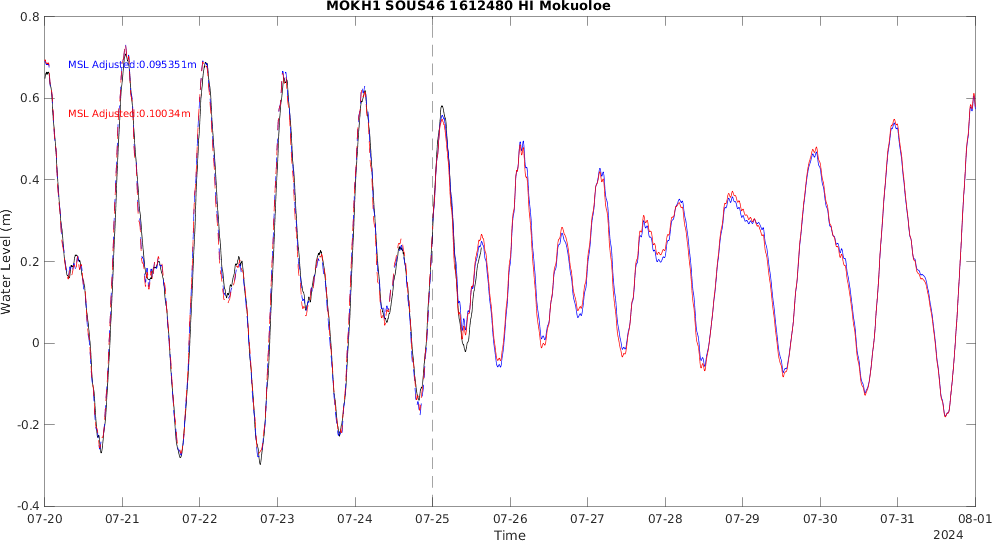 MOKH1 SOUS46 1612480 HI Mokuoloe
0.8
0.6
0.4
0.2
0
-0.2
-0.4
Water Level (m)
MSL Adjusted:0.095351m
MSL Adjusted:0.10034m
07-20 07-21 07-22 07-23 07-24 07-25 07-26 07-27 07-28 07-29 07-30 07-31 08-01
Time
2024